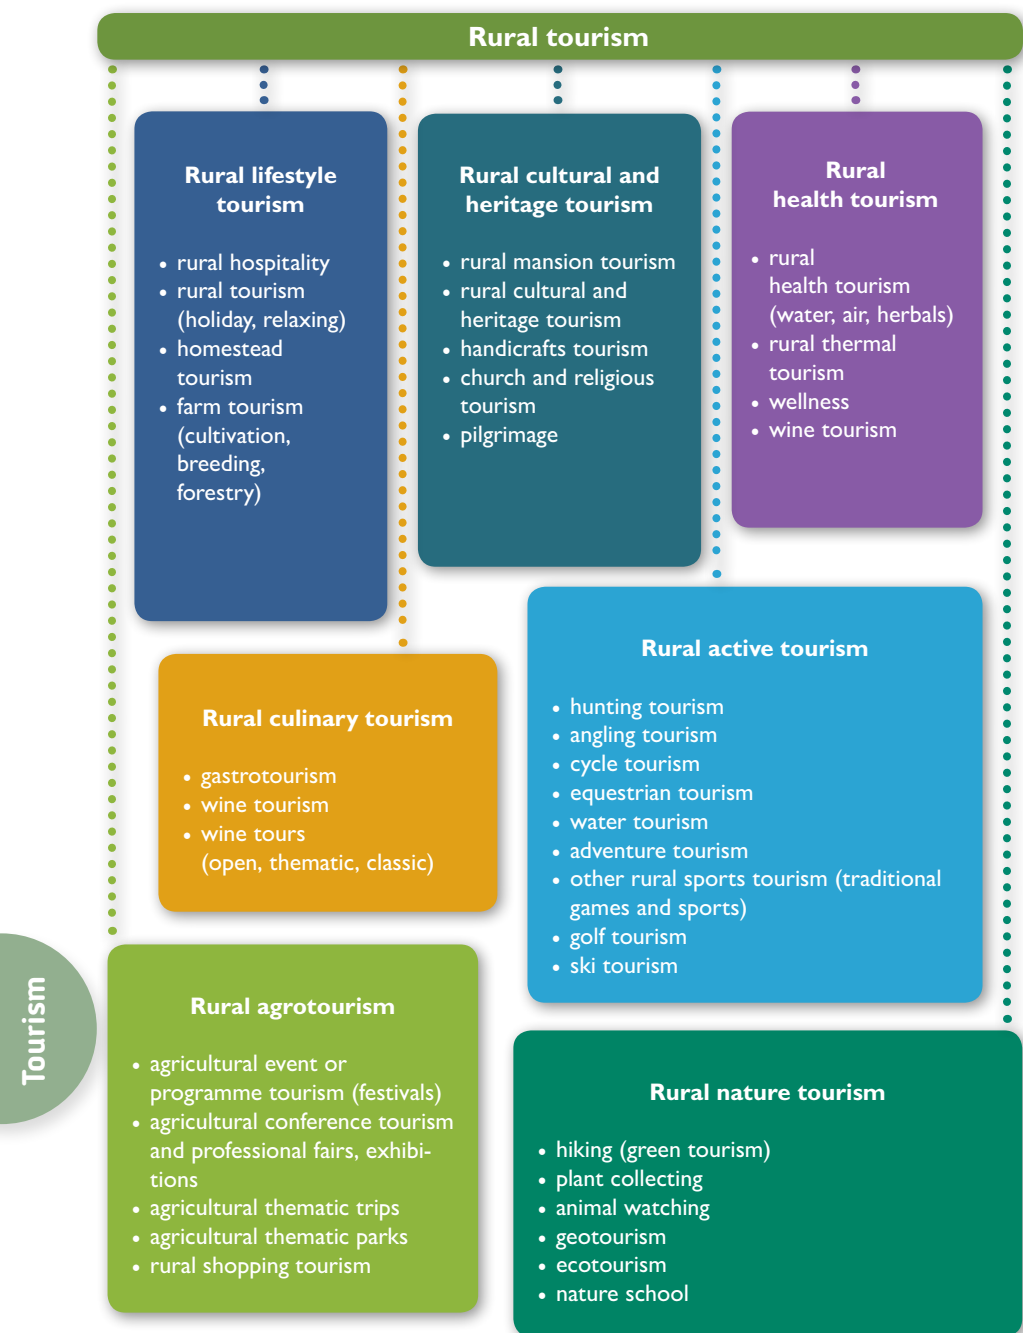 Rural tourism
Rural lifestyle
tourism
• rural hospitality
• rural tourism
(holiday, relaxing)
• homestead
tourism
• farm tourism
(cultivation,
breeding,
forestry)
Rural cultural and
heritage tourism
• rural mansion tourism
• rural cultural and
heritage tourism
• handicrafts tourism
• church and religious
tourism
• pilgrimage
Rural
health tourism
• rural
health tourism
(water, air, herbals)
• rural thermal
tourism
• wellness
• wine tourism
Rural culinary tourism
• gastrotourism
• wine tourism
• wine tours
(open, thematic, classic)
Rural active tourism
• hunting tourism
• angling tourism
• cycle tourism
• equestrian tourism
• water tourism
• adventure tourism
• other rural sports tourism (traditional
games and sports)
• golf tourism
• ski tourism
Tourism
Rural agrotourism
• agricultural event or
programme tourism (festivals)
• agricultural conference tourism
and professional fairs, exhibi-
tions
• agricultural thematic trips
• agricultural thematic parks
• rural shopping tourism
Rural nature tourism
• hiking (green tourism)
• plant collecting
• animal watching
• geotourism
• ecotourism
• nature school